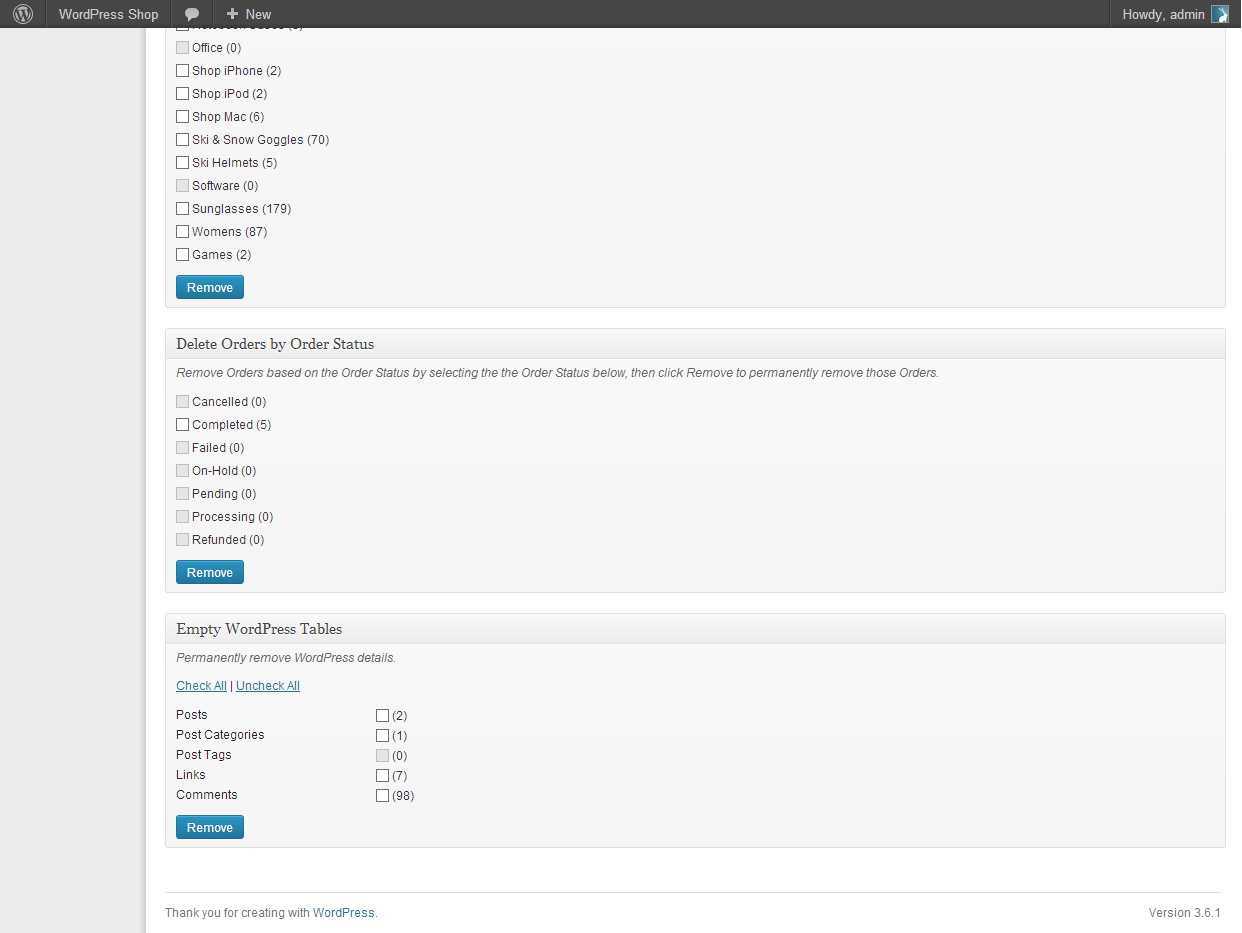 WordPress Shop
New
Howdy, admin
Office (0)
Shop iPhone (2)
Shop iPod (2)
Shop Mac (6)
Ski & Snow Goggles (70)
Ski Helmets (5)
Software (0)
Sunglasses (179)
Womens (87)
Games (2)
Remove
Delete Orders by Order Status
Remove Orders based on the Order Status by selecting the the Order Status below, then click Remove to permanently remove those Orders.
Cancelled (0)
Completed (5)
Failed (0)
On-Hold (0)
Pending (0)
Processing (0)
Refunded (0)
Remove
Empty WordPress Tables
Permanently remove WordPress details.
Check All | Uncheck All
Posts (2)
Post Categories (1)
Post Tags (0)
Links (7)
Comments (98)
Remove
Thank you for creating with WordPress.
Version 3.6.1